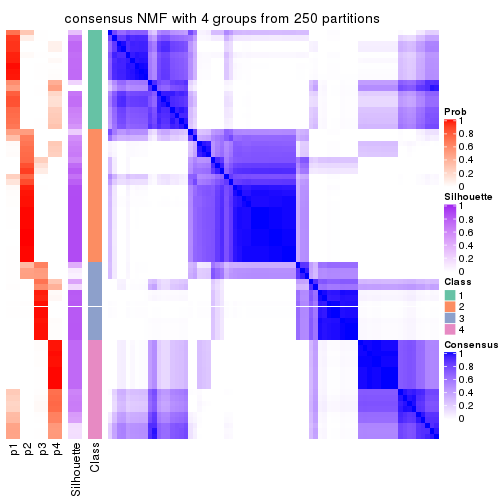 consensus NMF with 4 groups from 250 partitions
Prob
1
0.8
0.6
0.4
0.2
0
Silhouette
1
0.8
0.6
0.4
0.2
0
Class
1
2
3
4
Consensus
1
0.8
0.6
0.4
0.2
0
p1
p2
p3
p4
Silhouette
Class